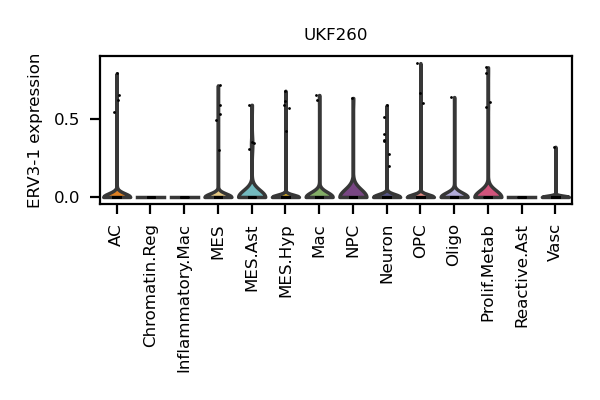 UKF260
ERV3-1 expression
0.5
0.0
AC
Chromatin.Reg
Inflammatory.Mac
MES
MES.Ast
MES.Hyp
Mac
NPC
Neuron
OPC
Oligo
Prolif.Metab
Reactive.Ast
Vasc